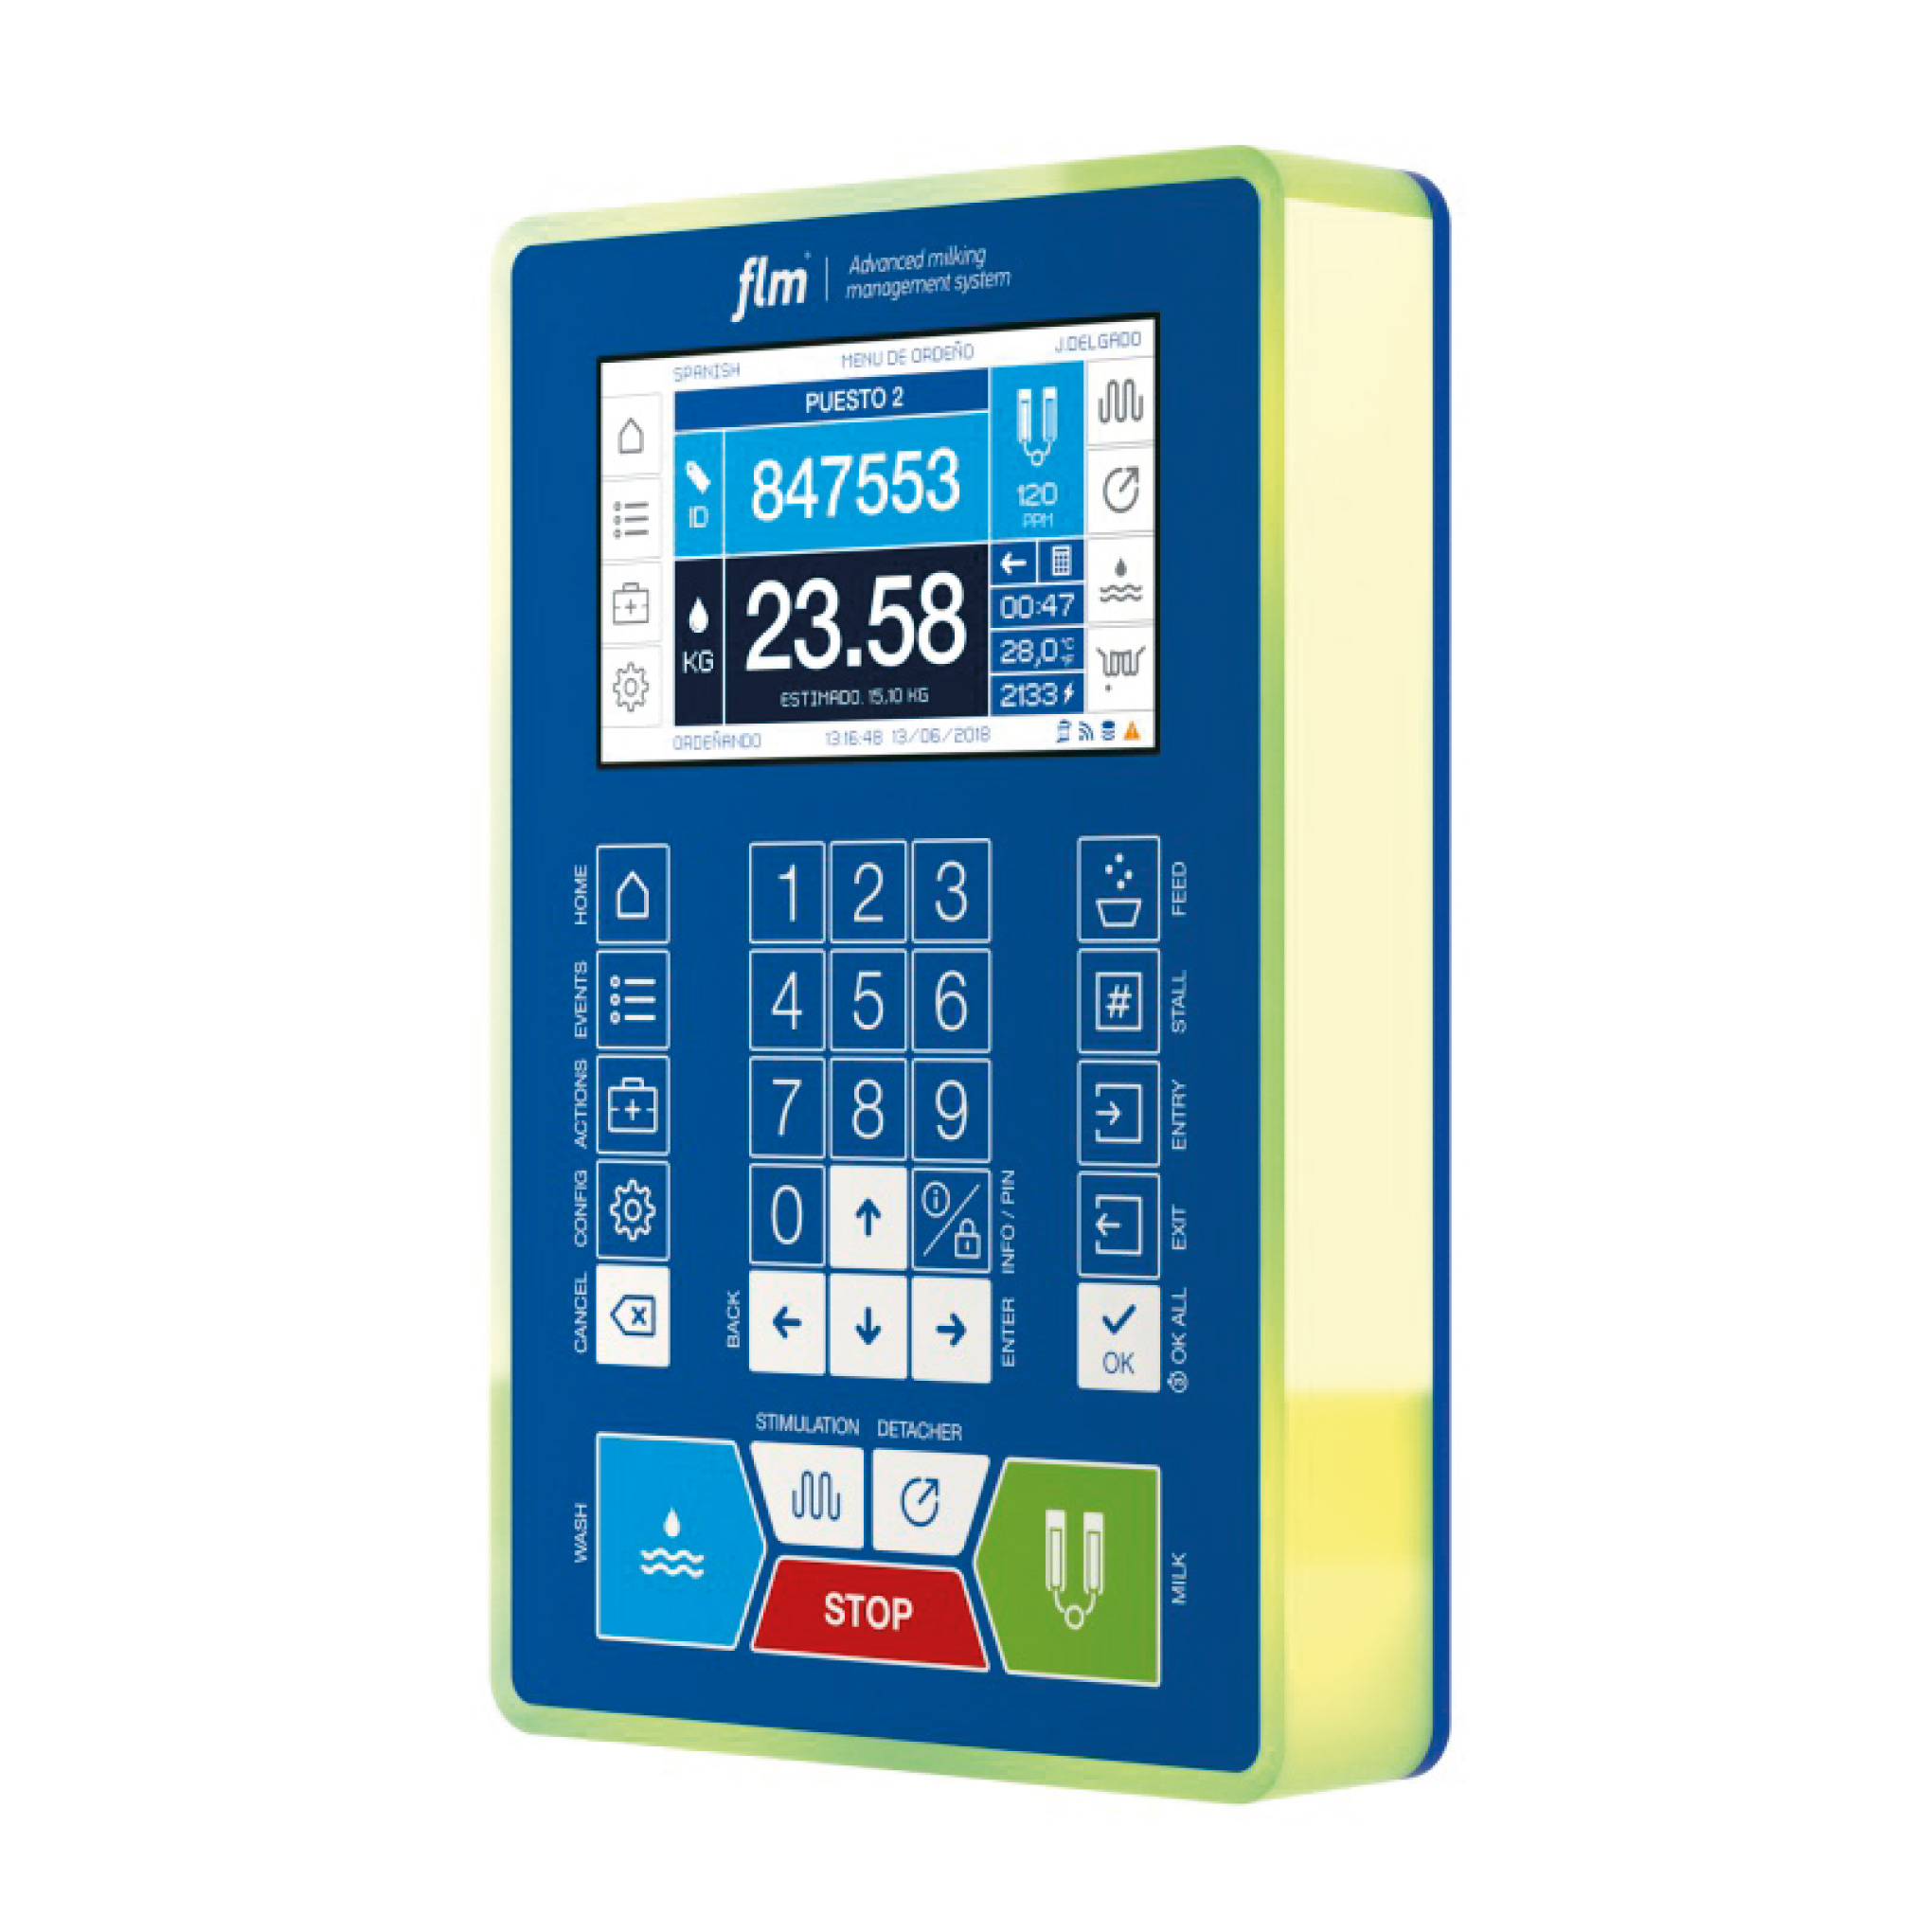 flm
Advanced milking
management system
SPANISH MENU DE ORDEÑO J.DELGADO
PUESTO 2
ID 847553
120
PPM
KG 23.58
ESTIMADO. 15,10 KG
00:47
28,0 °C °F
2133
ORDEÑANDO 13:16:48 13/06/2018
HOME
EVENTS
ACTIONS
CONFIG
CANCEL
1 2 3
4 5 6
7 8 9
0
INFO / PIN
BACK
ENTER
FEED
#
STALL
ENTRY
EXIT
OK
OK ALL
STIMULATION DETACHER
WASH
STOP
MILK